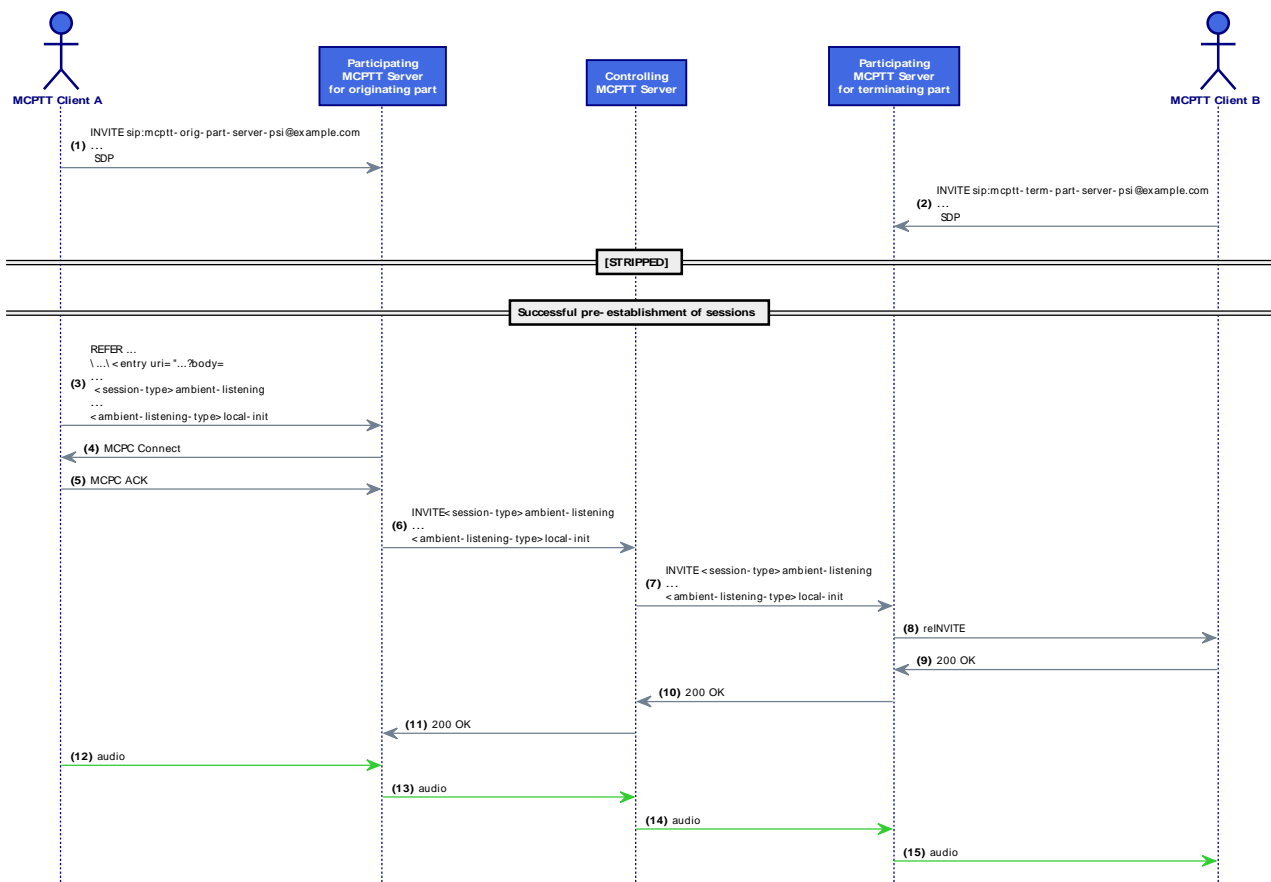 MCPTT Client A
Participating
MCPTT Server
for originating part
Controlling
MCPTT Server
Participating
MCPTT Server
for terminating part
MCPTT Client B
INVITE sip:mcptt-orig-part-server-psi@example.com
(1) ...
SDP
INVITE sip:mcptt-term-part-server-psi@example.com
(2) ...
SDP
[STRIPPED]
Successful pre-establishment of sessions
REFER ...
\ ...\ <entry uri="...?body=
...
(3) <session-type>ambient-listening
...
<ambient-listening-type>local-init
(4) MCPC Connect
(5) MCPC ACK
INVITE<session-type>ambient-listening
(6) ...
<ambient-listening-type>local-init
INVITE <session-type>ambient-listening
(7) ...
<ambient-listening-type>local-init
(8) reINVITE
(9) 200 OK
(10) 200 OK
(11) 200 OK
(12) audio
(13) audio
(14) audio
(15) audio